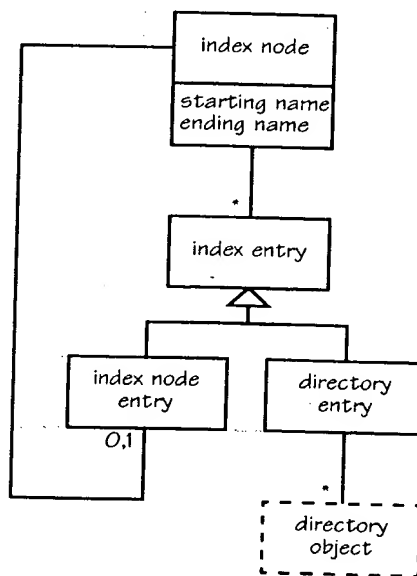 index node
starting name
ending name
*
index entry
index node
entry
directory
entry
0,1
*
directory
object